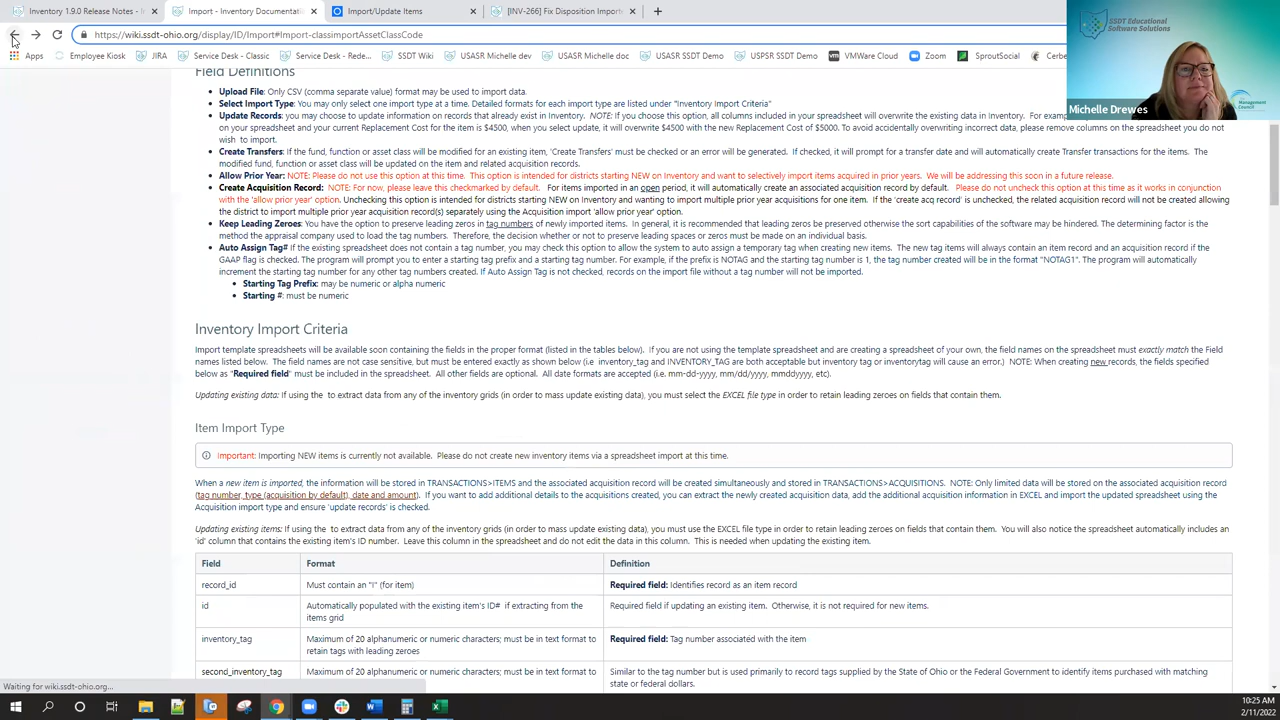 Inventory 1.9.0 Release Notes - In
Import - Inventory Documentati
Import/Update Items
[INV-266] Fix Disposition Import
https://wiki.ssdt-ohio.org/display/ID/Import#Import-classimportAssetClassCode
Apps
Employee Kiosk
JIRA
Service Desk - Classic
Service Desk - Rede...
SSDT Wiki
USASR Michelle dev
USASR Michelle doc
USASR SSDT Demo
USPSR SSDT Demo
VMWare Cloud
Zoom
SproutSocial
Cerbe
SSDT Educational
Software Solutions
Management
Council
Michelle Drewes
Field Definitions
Upload File: Only CSV (comma separate value) format may be used to import data.
Select Import Type: You may only select one import type at a time. Detailed formats for each import type are listed under "Inventory Import Criteria"
Update Records: you may choose to update information for records that already exist in Inventory. NOTE: If you choose this option, all columns included in your spreadsheet will overwrite the existing data in Inventory. For exam
on your spreadsheet and your current Replacement Cost for the item is $4500, when you select update, it will overwrite $4500 with the new Replacement Cost of $5000. To avoid accidentally overwriting incorrect data, please remove columns on the spreadsheet you do not
wish to import.
Create Transfers: If the fund, function or asset class will be modified for an existing item, 'Create Transfers' must be checked or an error will be generated. If checked, it will prompt for a transfer date and will automatically create Transfer transactions for the items. The
modified fund, function or asset class will be updated on the item and related acquisition records.
Allow Prior Year: NOTE: Please do not use this option at this time. This option is intended for districts starting NEW on Inventory and want to selectively import items acquired in prior years. We will be addressing this soon in a future release.
Create Acquisition Record: NOTE: For now, please leave this checkmarked by default. For items imported in an open period, it will automatically create an associated acquisition record by default. Please do not uncheck this option at this time as it works in conjunction
with the 'allow prior year' option. Unchecking this option is intended for districts starting NEW on Inventory and wanting to import multiple prior year acquisitions for one item. If the 'create acq record' is unchecked, the related acquisition record will not be created allowing
the district to import multiple prior year acquisition record(s) separately using the Acquisition import 'allow prior year' option.
Keep Leading Zeroes: You have the option to preserve leading zeros in tag numbers of newly imported items. In general, it is recommended that leading zeros be preserved otherwise the sorecapabilities of the software may be hindered. The determining factor is the
method the appraisal company used to load the tag numbers. Therefore, the decision whether or not to preserve leading spaces or zeros must be made on an individual basis.
Auto Assign Tag# If the existing spreadsheet does not contain a tag number, you may check this option to allow the system to auto assign a temporary tag when creating new items. The new tag items will always contain an item record and an acquisition record if the
GAAP flag is checked. The program will prompt you to enter a starting tag prefix and a starting tag number. For example, if the prefix is NOTAG and the starting tag number is 1, the tag number created will be in the format "NOTAG1". The program will automatically
increment the starting tag number for any other tag numbers created. If Auto Assign Tag is not checked, records on the import file without a tag number will not be imported.
Starting Tag Prefix: may be numeric or alpha numeric
Starting #: must be numeric
Inventory Import Criteria
Import template spreadsheets will be available soon containing the fields in the proper format (listed in the tables below). If you are not using the template spreadsheet and are creating a spreadsheet of your own, the field names on the spreadsheet must exactly match the Field
names listed below. The field names are not case sensitive, but must be entered exactly as shown below (i.e inventory_tag and INVENTORY_TAG are both acceptable but inventory tag or inventorytag will cause an error.) NOTE: When creating new records, the fields specified
below as "Required field" must be included in the spreadsheet. All other fields are optional. All date formats are accepted (i.e. mm-dd-yyyy, mm/dd/yyyy, mmddyyyy, etc).
Updating existing data: If using the to extract data from any of the inventory grids (in order to mass update existing data), you must select the EXCEL file type in order to retain leading zeroes on fields that contain them.
Item Import Type
Important: Importing NEW items is currently not available. Please do not create new inventory items via a spreadsheet import at this time.
When a new item is imported, the information will be stored in TRANSACTIONS>ITEMS and the associated acquisition record will be created simultaneously and stored in TRANSACTIONS>ACQUISITIONS. NOTE: Only limited data will be stored on the associated acquisition record
(tag number, type (acquisition by default), date and amount). If you want to add additional details to the acquisitions created, you can extract the newly created acquisition data, add the additional acquisition information in EXCEL and import the updated spreadsheet using the
Acquisition import type and ensure 'update records' is checked.
Updating existing items: If using the to extract data from any of the inventory grids (in order to mass update existing data), you must use the EXCEL file type in order to retain leading zeroes on fields that contain them. You will also notice the spreadsheet automatically includes an
'id' column that contains the existing item's ID number. Leave this column in the spreadsheet and do not edit the data in this column. This is needed when updating the existing item.
Field Format Definition
record_id Must contain an "I" (for item) Required field: Identifies record as an item record
id Automatically populated with the existing item's ID# if extracting from the Required field if updating an existing item. Otherwise, it is not required for new items.
items grid
inventory_tag Maximum of 20 alphanumeric or numeric characters; must be in text format to Required field: Tag number associated with the item
retain tags with leading zeroes
second_inventory_tag Maximum of 20 alphanumeric or numeric characters; must be in text format to Similar to the tag number but is used primarily to record tags supplied by the State of Ohio or the Federal Government to identify items purchased with matching
state or federal dollars.
Waiting for wiki.ssdt-ohio.org...
10:25 AM
2/11/2022